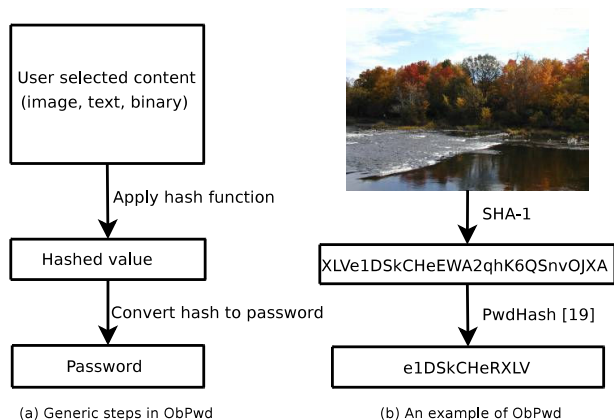 User selected content
(image, text, binary)
Apply hash function
Hashed value
Convert hash to password
Password
(a) Generic steps in ObPwd
SHA-1
XLVe1DSkCHeEWA2qhK6QSnvOJXA
PwdHash [19]
e1DSkCHeRXLV
(b) An example of ObPwd